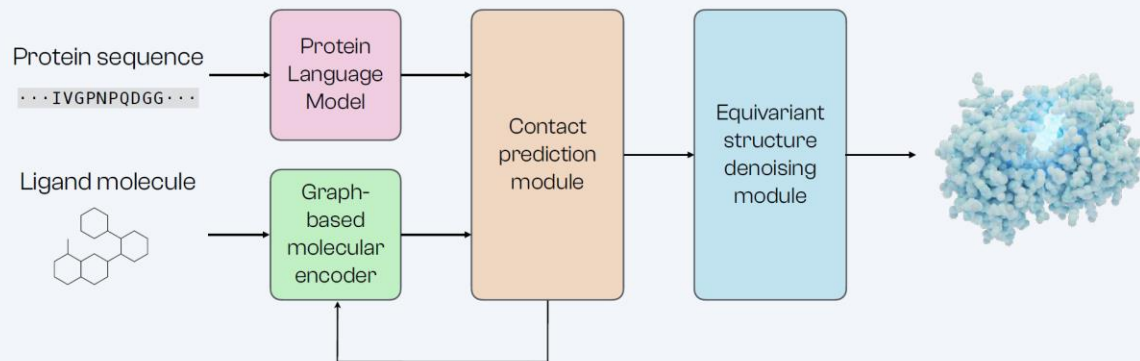 Protein sequence
···IVGPNPQDGG···
Protein
Language
Model
Ligand molecule
Graph-
based
molecular
encoder
Contact
prediction
module
Equivariant
structure
denoising
module